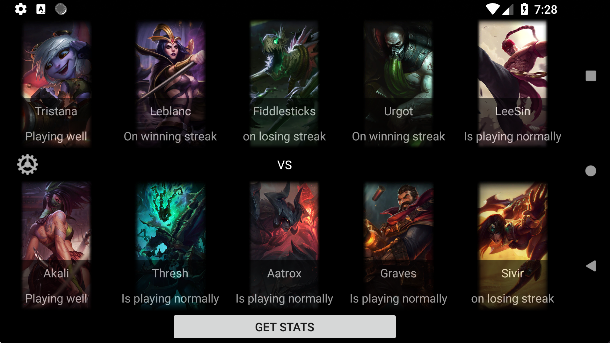 7:28
Tristana
Leblanc
Fiddlesticks
Urgot
LeeSin
Playing well
On winning streak
on losing streak
On winning streak
Is playing normally
VS
Akali
Thresh
Aatrox
Graves
Sivir
Playing well
Is playing normally
Is playing normally
Is playing normally
on losing streak
GET STATS